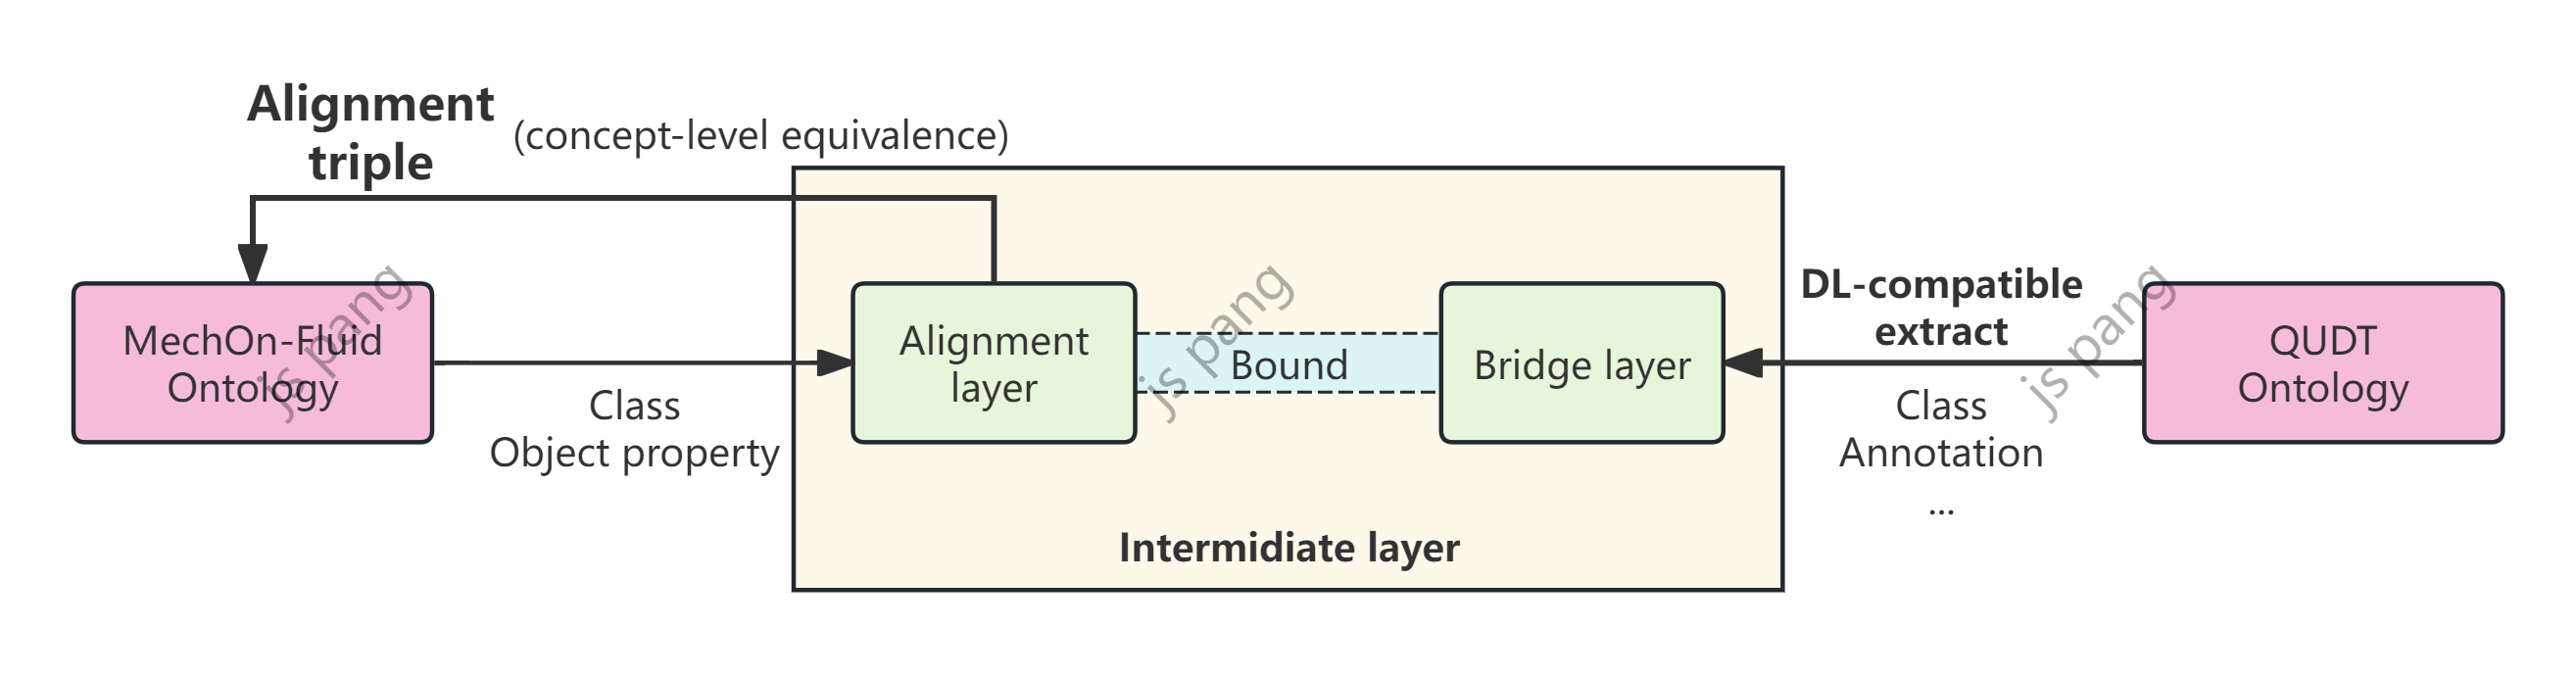 Alignment
triple
(concept-level equivalence)
MechOn-Fluid
Ontology
Class
Object property
Alignment
layer
Bound
Bridge layer
Intermidiate layer
DL-compatible
extract
Class
Annotation
...
QUDT
Ontology
js pang
js pang
js pang